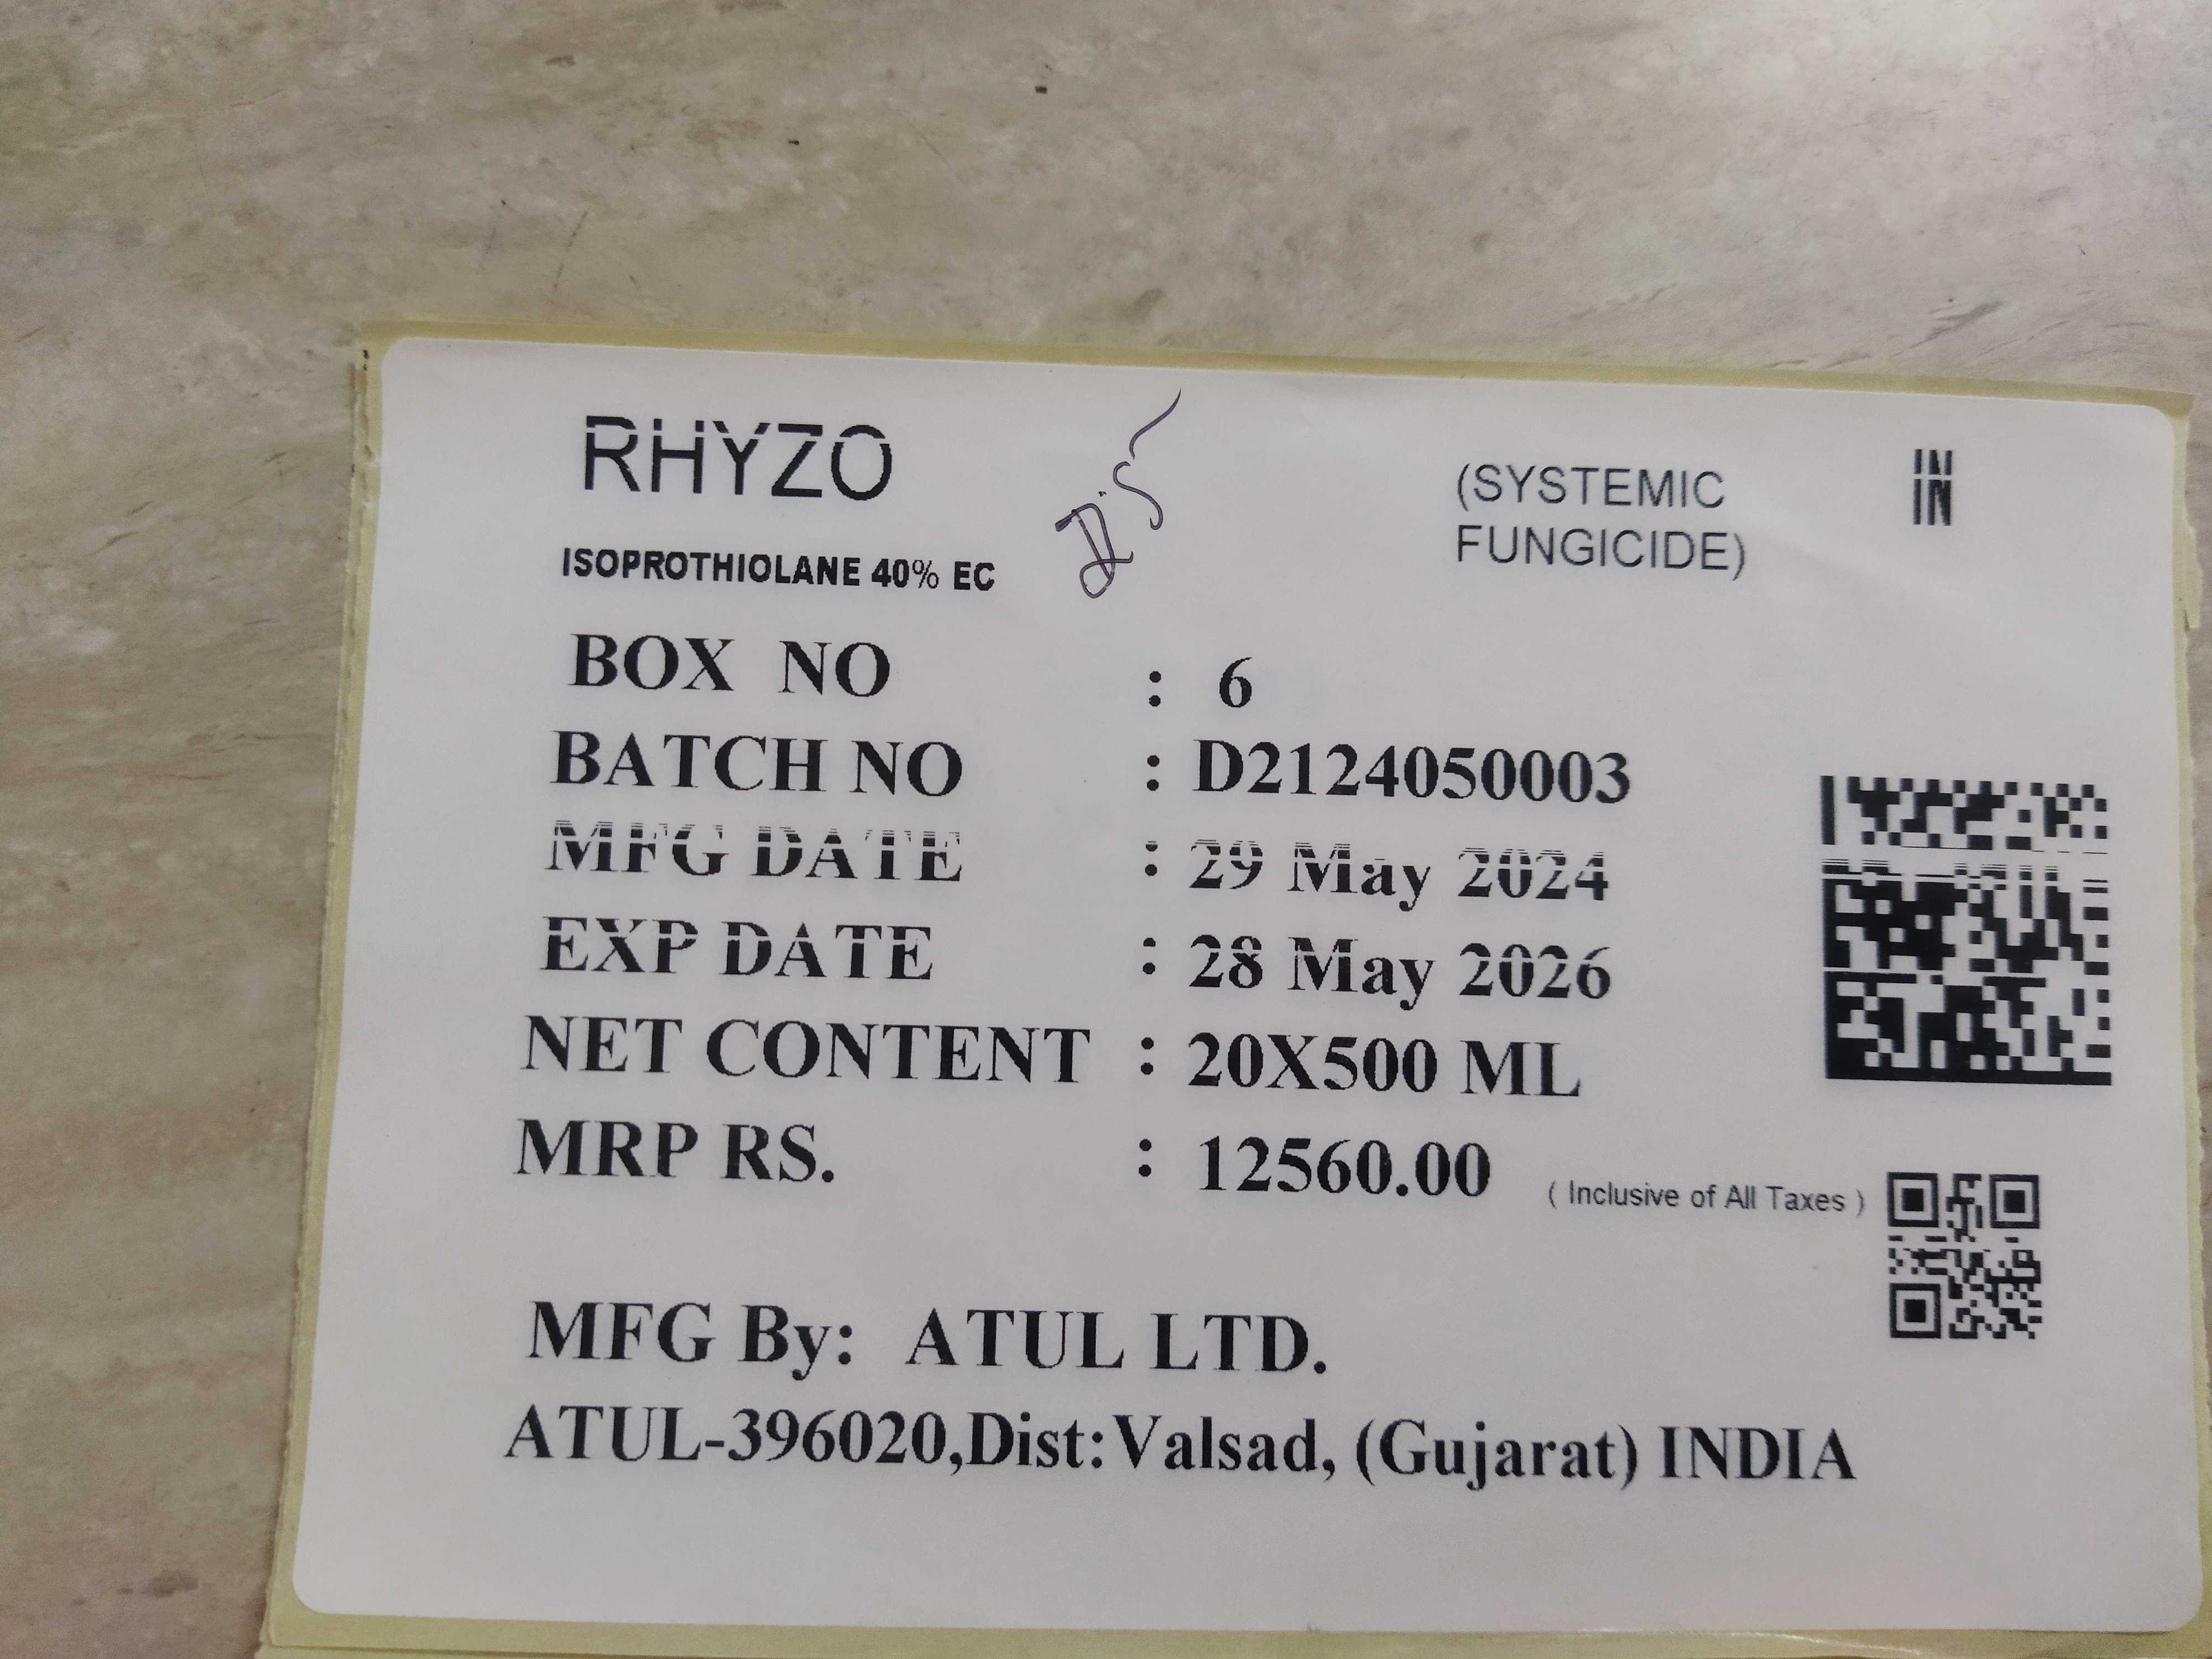 RHYZO
(SYSTEMIC
FUNGICIDE)
IN
ISOPROTHIOLANE 40% EC
BOX NO : 6
BATCH NO : D2124050003
MFG DATE : 29 May 2024
EXP DATE : 28 May 2026
NET CONTENT : 20X500 ML
MRP RS. : 12560.00 ( Inclusive of All Taxes )
MFG By: ATUL LTD.
ATUL-396020,Dist:Valsad, (Gujarat) INDIA